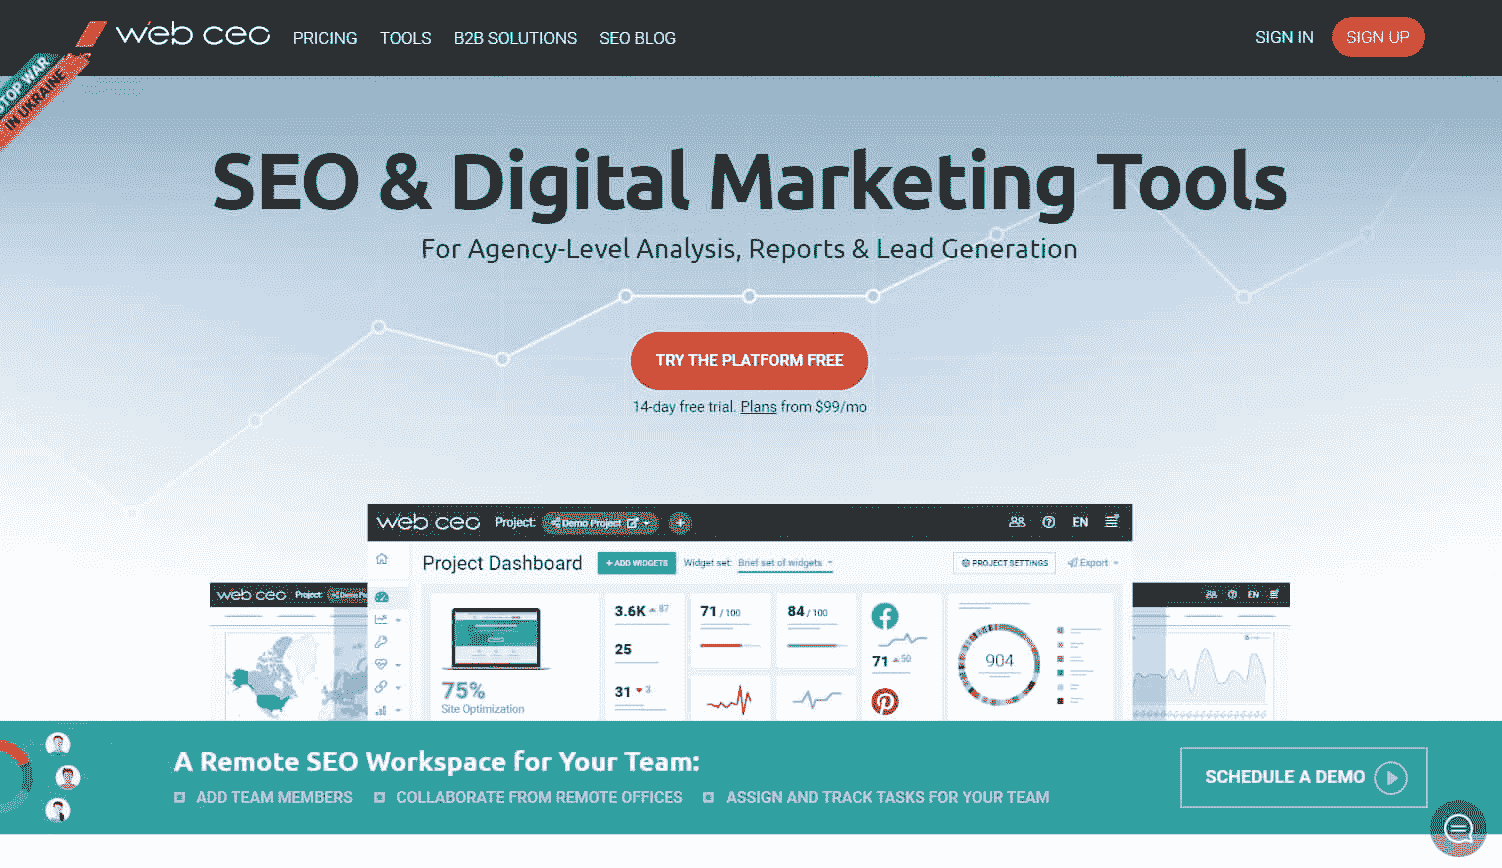 web ceo PRICING TOOLS B2B SOLUTIONS SEO BLOG SIGN IN SIGN UP
STOP WAR
IN UKRAINE
SEO & Digital Marketing Tools
For Agency-Level Analysis, Reports & Lead Generation
TRY THE PLATFORM FREE
14-day free trial. Plans from $99/mo
web ceo Project: Demo Project + EN
Project Dashboard + ADD WIDGETS Widget set: Brief set of widgets PROJECT SETTINGS Export
web ceo Project: Demo EN
3.6K 87 71 / 100 84 / 100
25
71 50 904
75% 31 3
Site Optimization
A Remote SEO Workspace for Your Team:
ADD TEAM MEMBERS COLLABORATE FROM REMOTE OFFICES ASSIGN AND TRACK TASKS FOR YOUR TEAM
SCHEDULE A DEMO